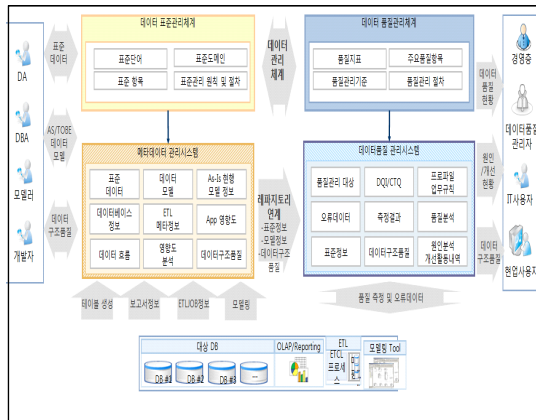 데이터 표준관리체계
표준단어
표준도메인
표준 항목
표준관리 원칙 및 절차
데이터
관리
체계
데이터 품질관리체계
품질지표
주요품질항목
품질관리기준
품질관리 절차
표준
데이터
DA
AS/TOBE
데이터
모델
DBA
모델러
데이터
구조품질
개발자
메타데이터 관리시스템
표준
데이터
데이터
모델
As-Is 현행
모델 정보
데이터베이스
정보
ETL
메타정보
App 영향도
데이터 흐름
영향도
분석
데이터구조품질
레파지토리
연계
-표준정보
-모델정보
-데이터구조
품질
데이터품질 관리시스템
품질관리 대상
DQI/CTQ
프로파일
업무규칙
오류데이터
측정결과
품질분석
표준정보
데이터구조품질
원인분석
개선활동내역
데이터
품질
현황
경영층
데이터품질
관리자
원인
/개선
현황
IT사용자
데이터
구조품질
현업사용자
테이블 생성
보고서정보
ETLJOB정보
모델링
품질 측정 및 오류데이터
대상 DB
DB #1
DB #2
DB #3
...
OLAP/Reporting
ETL
ETCL
프로세
스
모델링 Tool